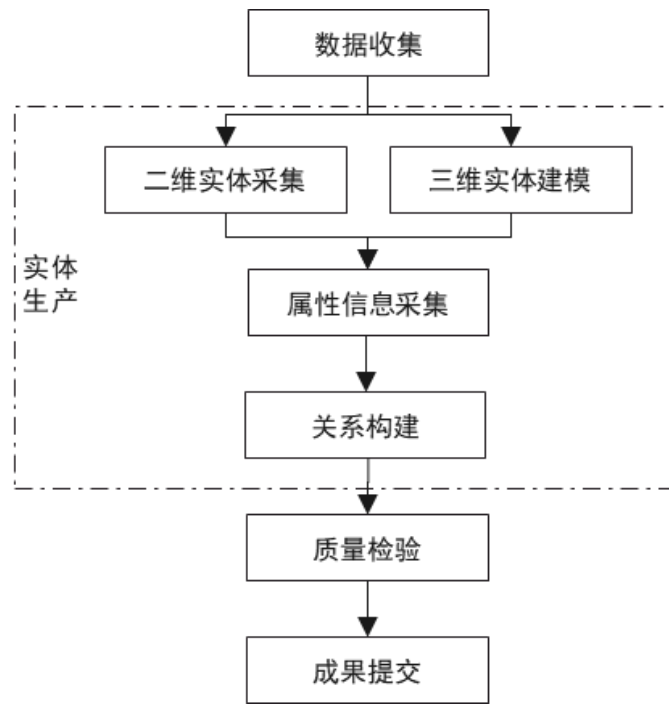 数据收集
二维实体采集
三维实体建模
实体
生产
属性信息采集
关系构建
质量检验
成果提交